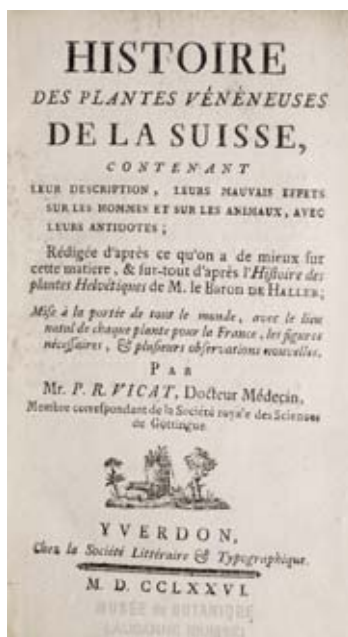 HISTOIRE
DES PLANTES VÉNÉNEUSES
DE LA SUISSE,
CONTENANT
LEUR DESCRIPTION, LEURS MAUVAIS EFFETS
SUR LES HOMMES ET SUR LES ANIMAUX, AVEC
LEURS ANTIDOTES;
Rédigée d'après ce qu'on a de mieux sur
cette matiere, & sur-tout d'après l'Histoire des
plantes Helvétiques de M. le Baron DE HALLER;
Mise à la portée de tout le monde, avec le lieu
natal de chaque plante pour la France, les figures
nécessaires, & plusieurs observations nouvelles.
PAR
Mr. P. R. VICAT, Docteur Médecin,
Membre correspondant de la Société royale des Sciences
de Gottingue
YVERDON,
Chez la Société Littéraire & Typographique.
M. D. CCLXXVI.
MUSÉE de BOTANIQUE
LAUSANNE